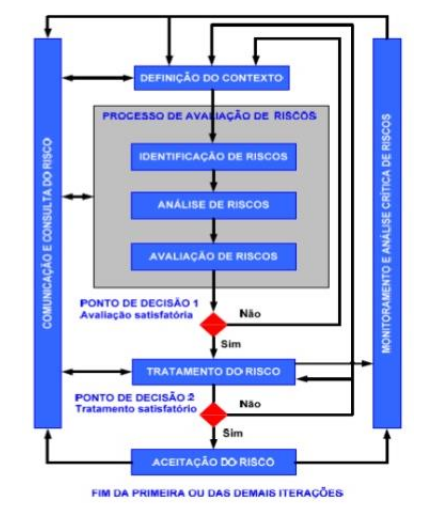 DEFINIÇÃO DO CONTEXTO
PROCESSO DE AVALIAÇÃO DE RISCOS
IDENTIFICAÇÃO DE RISCOS
ANÁLISE DE RISCOS
AVALIAÇÃO DE RISCOS
COMUNICAÇÃO E CONSULTA DO RISCO
MONITORAMENTO E ANÁLISE CRÍTICA DE RISCOS
PONTO DE DECISÃO 1
Avaliação satisfatória
Não
Sim
TRATAMENTO DO RISCO
PONTO DE DECISÃO 2
Tratamento satisfatório
Não
Sim
ACEITAÇÃO DO RISCO
FIM DA PRIMEIRA OU DAS DEMAIS ITERAÇÕES